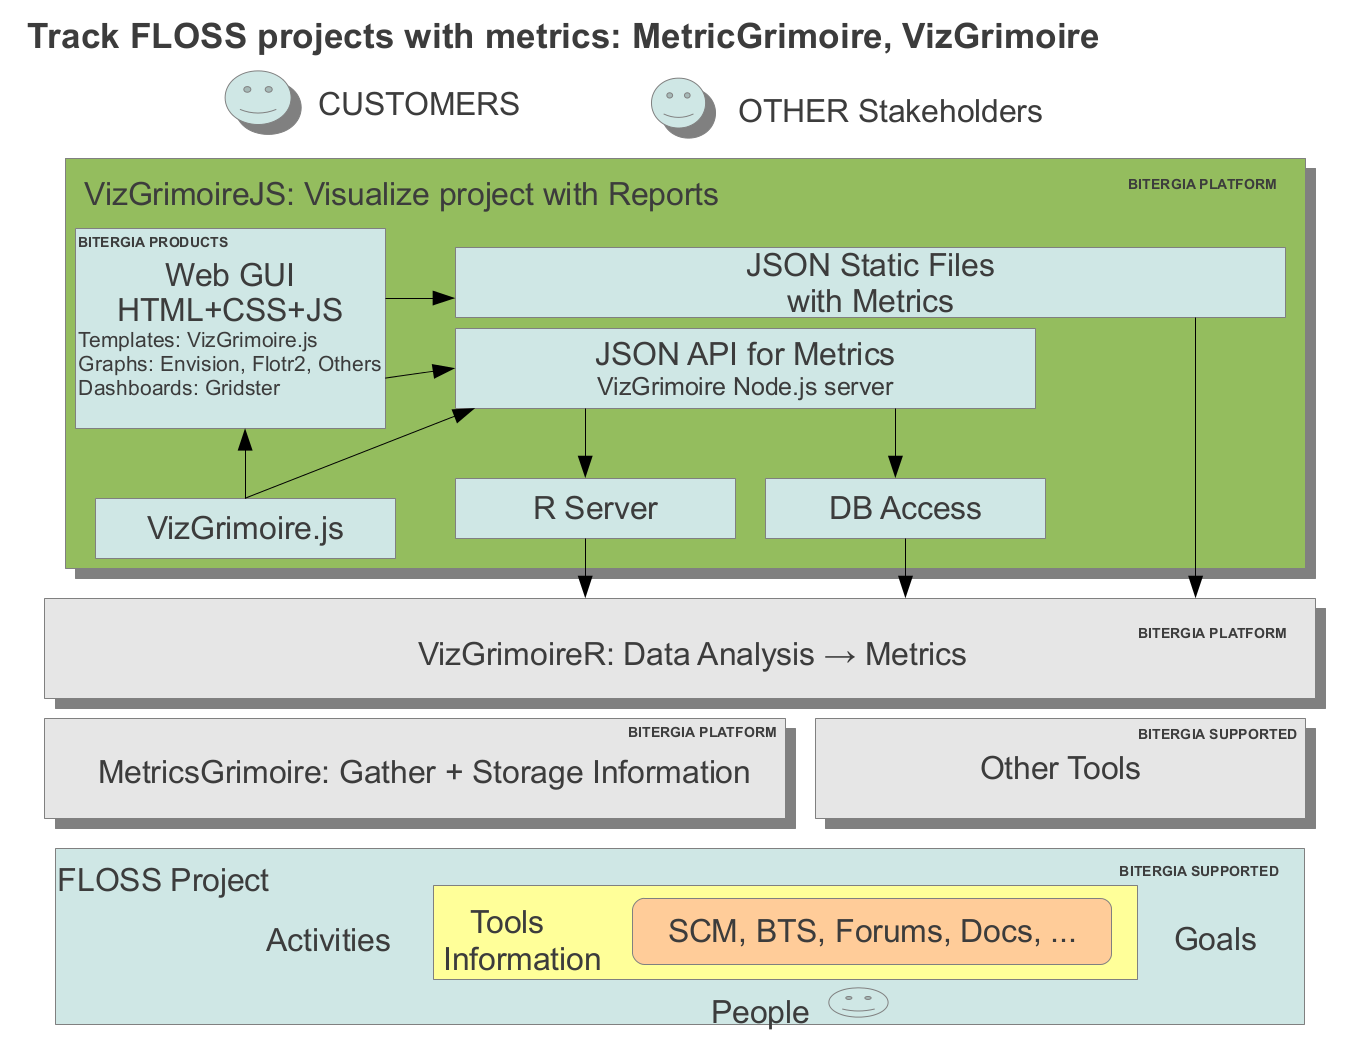 Track FLOSS projects with metrics: MetricGrimoire, VizGrimoire
CUSTOMERS
OTHER Stakeholders
VizGrimoireJS: Visualize project with Reports
BITERGIA PLATFORM
BITERGIA PRODUCTS
Web GUI
HTML+CSS+JS
Templates: VizGrimoire.js
Graphs: Envision, Flotr2, Others
Dashboards: Gridster
JSON Static Files
with Metrics
JSON API for Metrics
VizGrimoire Node.js server
VizGrimoire.js
R Server
DB Access
BITERGIA PLATFORM
VizGrimoireR: Data Analysis → Metrics
BITERGIA PLATFORM
MetricsGrimoire: Gather + Storage Information
BITERGIA SUPPORTED
Other Tools
FLOSS Project
BITERGIA SUPPORTED
Activities
Tools
Information
SCM, BTS, Forums, Docs, ...
Goals
People